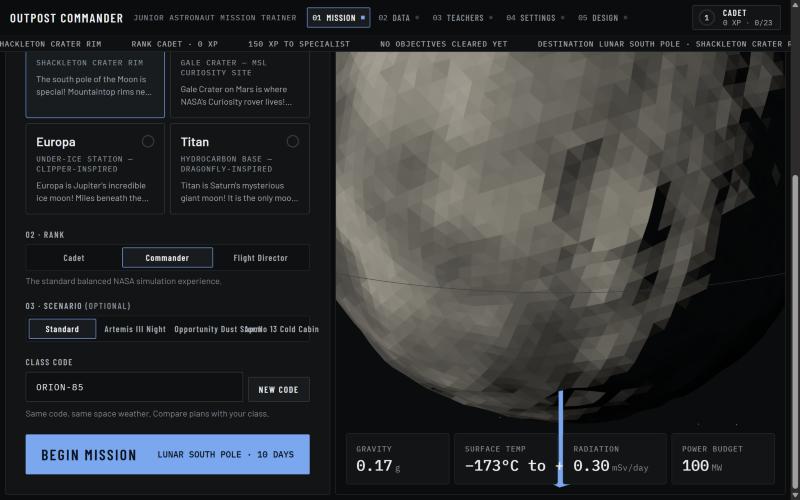 OUTPOST COMMANDER JUNIOR ASTRONAUT MISSION TRAINER 01 MISSION 02 DATA 03 TEACHERS 04 SETTINGS 05 DESIGN 1 CADET
0 XP · 0/23
HACKLETON CRATER RIM RANK CADET · 0 XP 150 XP TO SPECIALIST NO OBJECTIVES CLEARED YET DESTINATION LUNAR SOUTH POLE · SHACKLETON CRATER R
SHACKLETON CRATER RIM
The south pole of the Moon is
special! Mountaintop rims ne...
GALE CRATER — MSL
CURIOSITY SITE
Gale Crater on Mars is where
NASA's Curiosity rover lives!...
Europa
UNDER-ICE STATION —
CLIPPER-INSPIRED
Europa is Jupiter's incredible
ice moon! Miles beneath the...
Titan
HYDROCARBON BASE —
DRAGONFLY-INSPIRED
Titan is Saturn's mysterious
giant moon! It is the only moo...
02 · RANK
Cadet Commander Flight Director
The standard balanced NASA simulation experience.
03 · SCENARIO (OPTIONAL)
Standard Artemis III Night Opportunity Dust 13 Cold Cabin
CLASS CODE
ORION-85 NEW CODE
Same code, same space weather. Compare plans with your class.
BEGIN MISSION LUNAR SOUTH POLE · 10 DAYS
GRAVITY
0.17 g
SURFACE TEMP
−173°C to
RADIATION
0.30 mSv/day
POWER BUDGET
100 MW